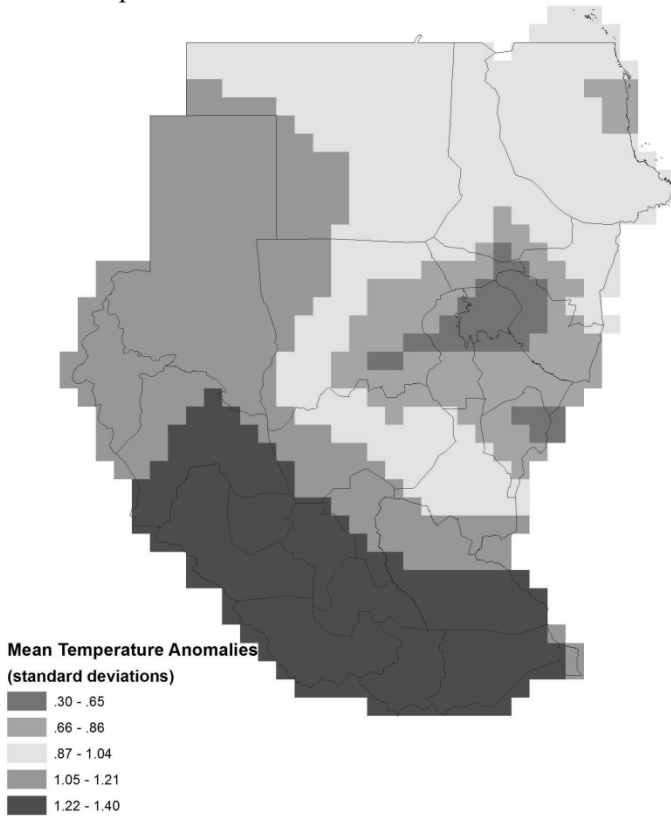 Mean Temperature Anomalies
(standard deviations)
.30 - .65
.66 - .86
.87 - 1.04
1.05 - 1.21
1.22 - 1.40